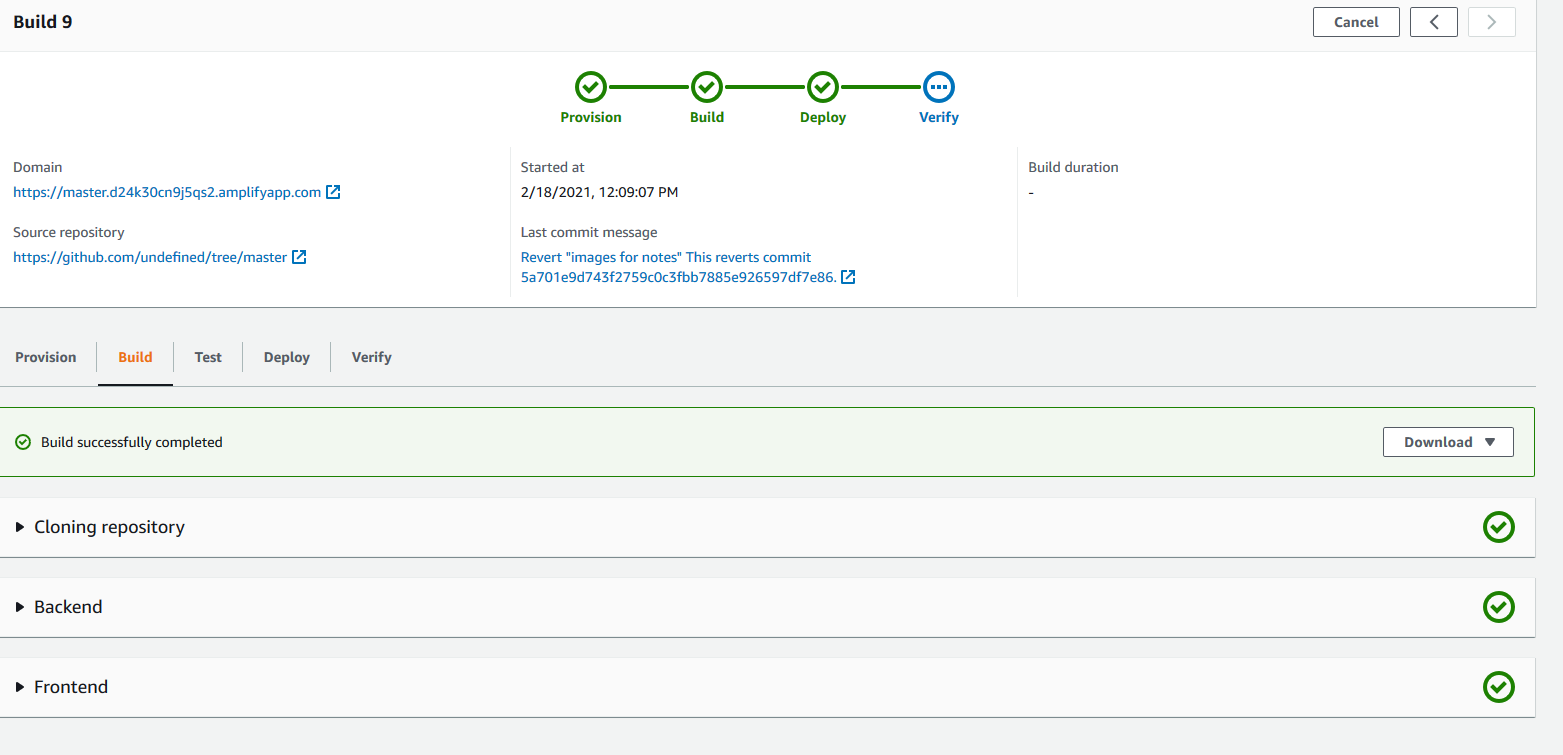 Build 9
Cancel
Provision
Build
Deploy
Verify
Domain
https://master.d24k30cn9j5qs2.amplifyapp.com
Source repository
https://github.com/undefined/tree/master
Started at
2/18/2021, 12:09:07 PM
Last commit message
Revert "images for notes" This reverts commit
5a701e9d743f2759c0c3fbb7885e926597df7e86.
Build duration
-
Provision
Build
Test
Deploy
Verify
Build successfully completed
Download
Cloning repository
Backend
Frontend